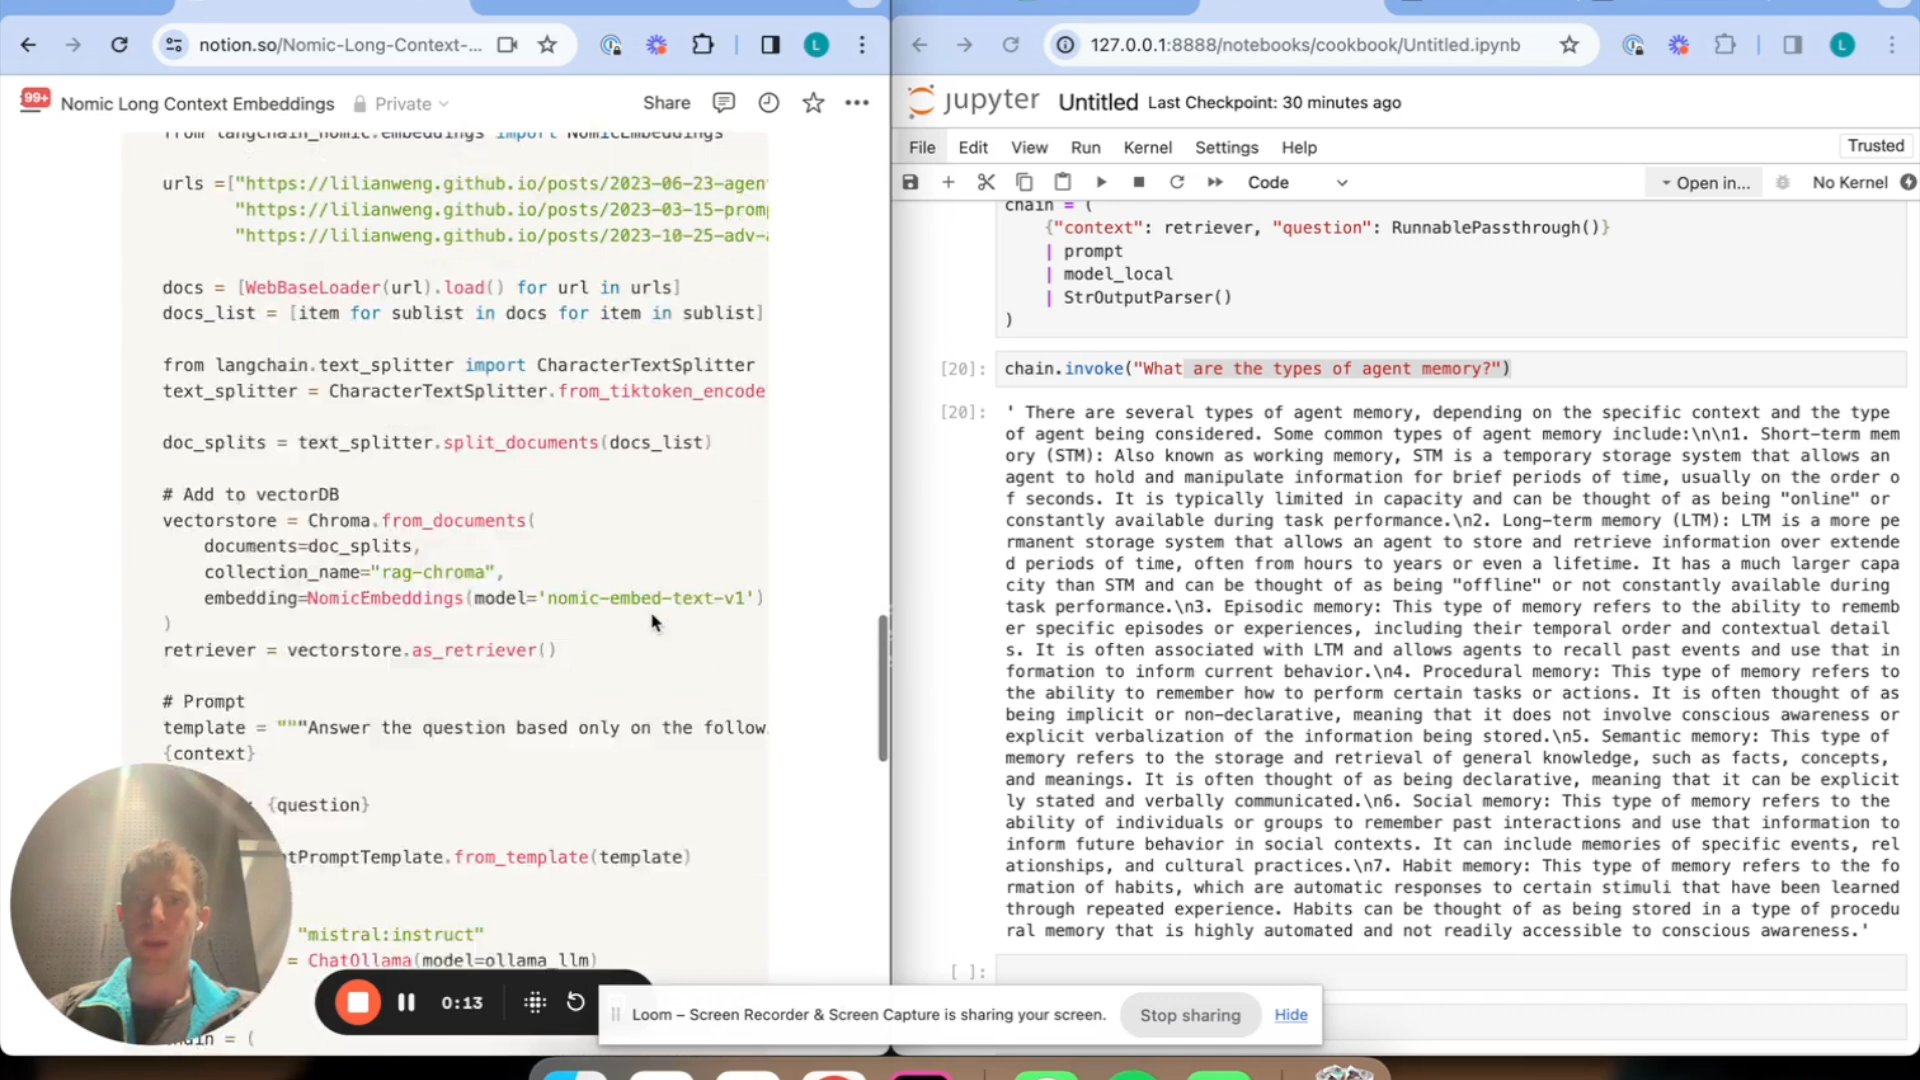 notion.so/Nomic-Long-Context-...
L
99+
Nomic Long Context Embeddings
Private
Share
from langchain_nomic.embeddings import NomicEmbeddings
urls =["https://lilianweng.github.io/posts/2023-06-23-agen
"https://lilianweng.github.io/posts/2023-03-15-prom
"https://lilianweng.github.io/posts/2023-10-25-adv-a
docs = [WebBaseLoader(url).load() for url in urls]
docs_list = [item for sublist in docs for item in sublist]
from langchain.text_splitter import CharacterTextSplitter
text_splitter = CharacterTextSplitter.from_tiktoken_encode
doc_splits = text_splitter.split_documents(docs_list)
# Add to vectorDB
vectorstore = Chroma.from_documents(
documents=doc_splits,
collection_name="rag-chroma",
embedding=NomicEmbeddings(model='nomic-embed-text-v1')
)
retriever = vectorstore.as_retriever()
# Prompt
template = """Answer the question based only on the follow
{context}
{question}
tPromptTemplate.from_template(template)
"mistral:instruct"
= ChatOllama(model=ollama_llm)
= (
0:13
127.0.0.1:8888/notebooks/cookbook/Untitled.ipynb
L
jupyter Untitled Last Checkpoint: 30 minutes ago
File Edit View Run Kernel Settings Help
Trusted
Code
Open in...
No Kernel
chain = (
{"context": retriever, "question": RunnablePassthrough()}
| prompt
| model_local
| StrOutputParser()
)
[20]: chain.invoke("What are the types of agent memory?")
[20]: ' There are several types of agent memory, depending on the specific context and the type
of agent being considered. Some common types of agent memory include:\n\n1. Short-term mem
ory (STM): Also known as working memory, STM is a temporary storage system that allows an
agent to hold and manipulate information for brief periods of time, usually on the order o
f seconds. It is typically limited in capacity and can be thought of as being "online" or
constantly available during task performance.\n2. Long-term memory (LTM): LTM is a more pe
rmanent storage system that allows an agent to store and retrieve information over extende
d periods of time, often from hours to years or even a lifetime. It has a much larger capa
city than STM and can be thought of as being "offline" or not constantly available during
task performance.\n3. Episodic memory: This type of memory refers to the ability to rememb
er specific episodes or experiences, including their temporal order and contextual detail
s. It is often associated with LTM and allows agents to recall past events and use that in
formation to inform current behavior.\n4. Procedural memory: This type of memory refers to
the ability to remember how to perform certain tasks or actions. It is often thought of as
being implicit or non-declarative, meaning that it does not involve conscious awareness or
explicit verbalization of the information being stored.\n5. Semantic memory: This type of
memory refers to the storage and retrieval of general knowledge, such as facts, concepts,
and meanings. It is often thought of as being declarative, meaning that it can be explicit
ly stated and verbally communicated.\n6. Social memory: This type of memory refers to the
ability of individuals or groups to remember past interactions and use that information to
inform future behavior in social contexts. It can include memories of specific events, rel
ationships, and cultural practices.\n7. Habit memory: This type of memory refers to the fo
rmation of habits, which are automatic responses to certain stimuli that have been learned
through repeated experience. Habits can be thought of as being stored in a type of procedu
ral memory that is highly automated and not readily accessible to conscious awareness.'
[ ]:
Loom – Screen Recorder & Screen Capture is sharing your screen.
Stop sharing
Hide